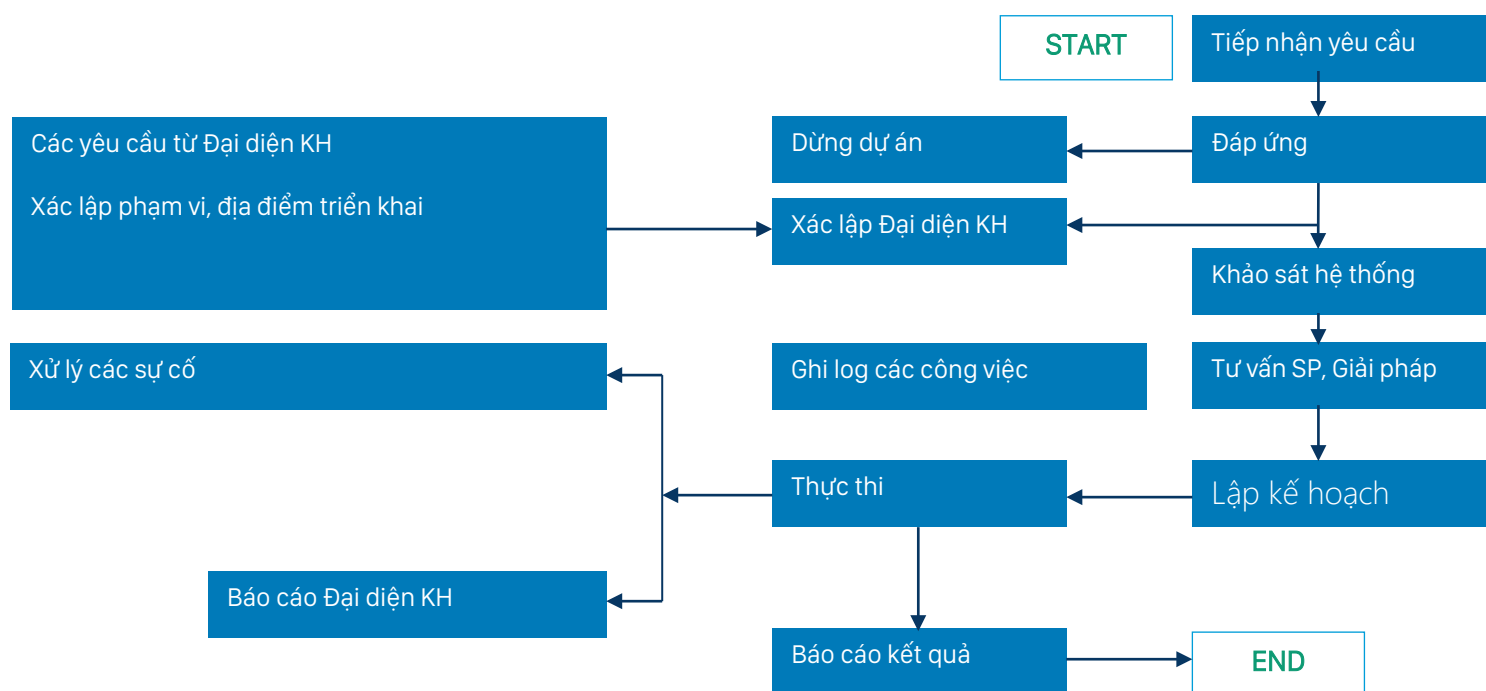 START
Tiếp nhận yêu cầu
Các yêu cầu từ Đại diện KH
Xác lập phạm vi, địa điểm triển khai
Dừng dự án
Đáp ứng
Xác lập Đại diện KH
Khảo sát hệ thống
Xử lý các sự cố
Ghi log các công việc
Tư vấn SP, Giải pháp
Thực thi
Lập kế hoạch
Báo cáo Đại diện KH
Báo cáo kết quả
END